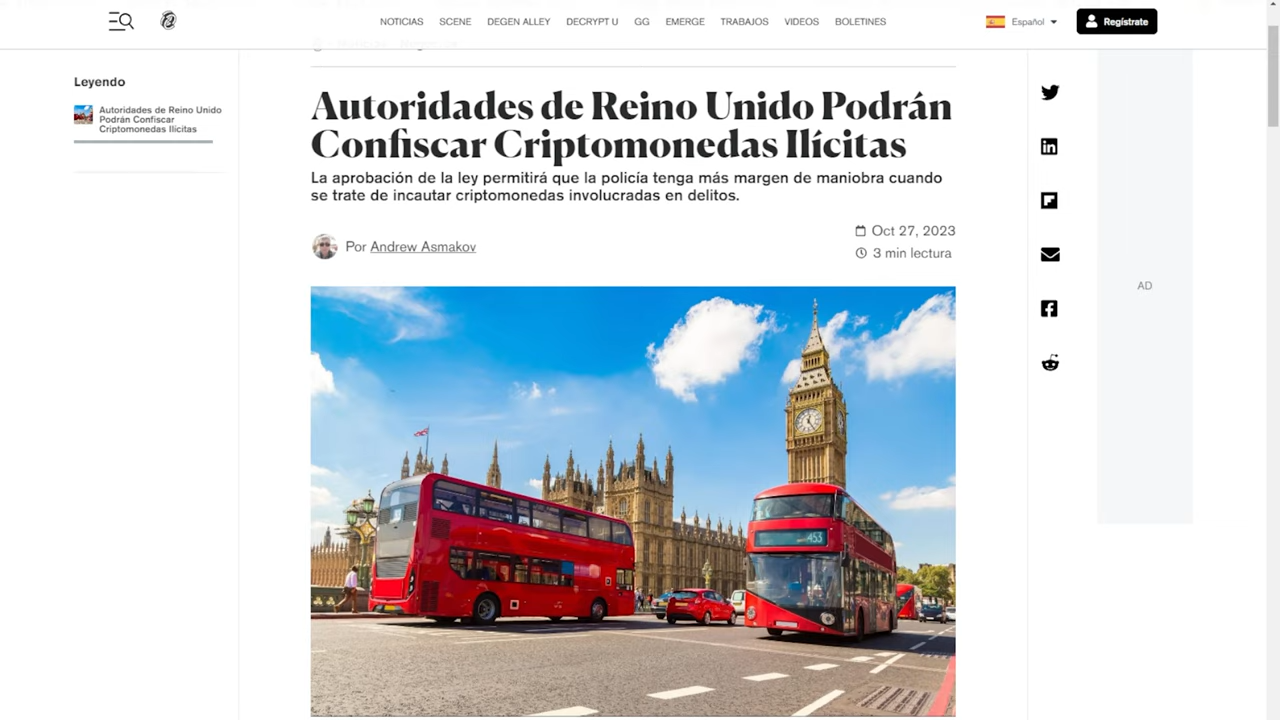 NOTICIAS SCENE DEGEN ALLEY DECRYPT U GG EMERGE TRABAJOS VIDEOS BOLETINES
Español
Regístrate
Leyendo
Autoridades de Reino Unido
Podrán Confiscar
Criptomonedas Ilícitas
Autoridades de Reino Unido Podrán
Confiscar Criptomonedas Ilícitas
La aprobación de la ley permitirá que la policía tenga más margen de maniobra cuando
se trate de incautar criptomonedas involucradas en delitos.
Por Andrew Asmakov
Oct 27, 2023
3 min lectura
AD
453